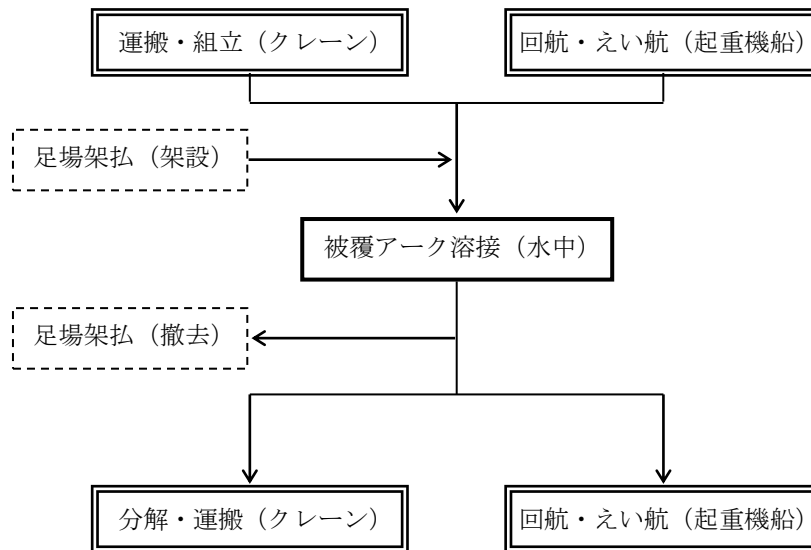 運搬・組立（クレーン）
回航・えい航（起重機船）
足場架払（架設）
被覆アーク溶接（水中）
足場架払（撤去）
分解・運搬（クレーン）
回航・えい航（起重機船）